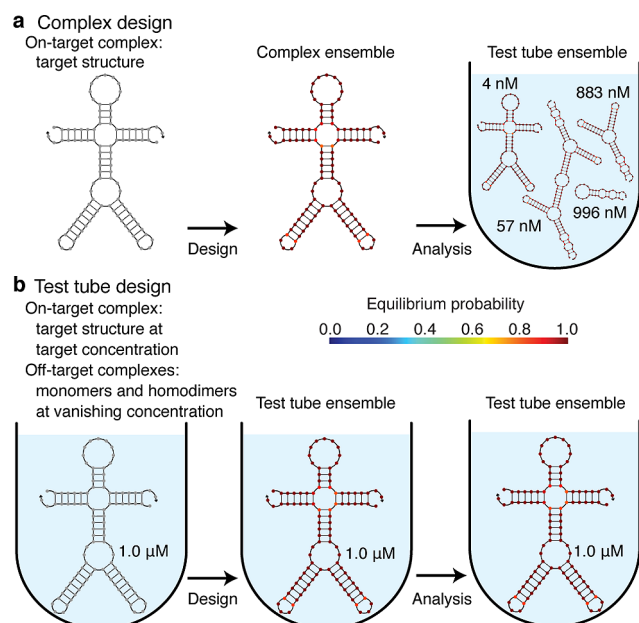 a Complex design
On-target complex:
target structure
Complex ensemble
Test tube ensemble
4 nM
883 nM
57 nM
996 nM
Design
Analysis
b Test tube design
On-target complex:
target structure at
target concentration
Off-target complexes:
monomers and homodimers
at vanishing concentration
Equilibrium probability
0.0 0.2 0.4 0.6 0.8 1.0
Test tube ensemble
Test tube ensemble
1.0 μM
1.0 μM
1.0 μM
Design
Analysis